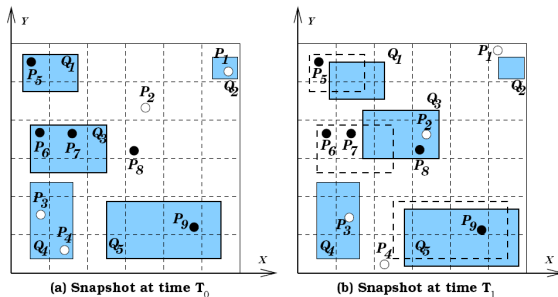 Y
P5
Q1
P1
Q2
P2
P6
P7
Q3
P8
P3
Q4
P4
Q5
P9
X
(a) Snapshot at time T0
Y
P5
Q1
P1
Q2
Q3
P2
P6
P7
P8
P3
Q4
P4
Q5
P9
X
(b) Snapshot at time T1